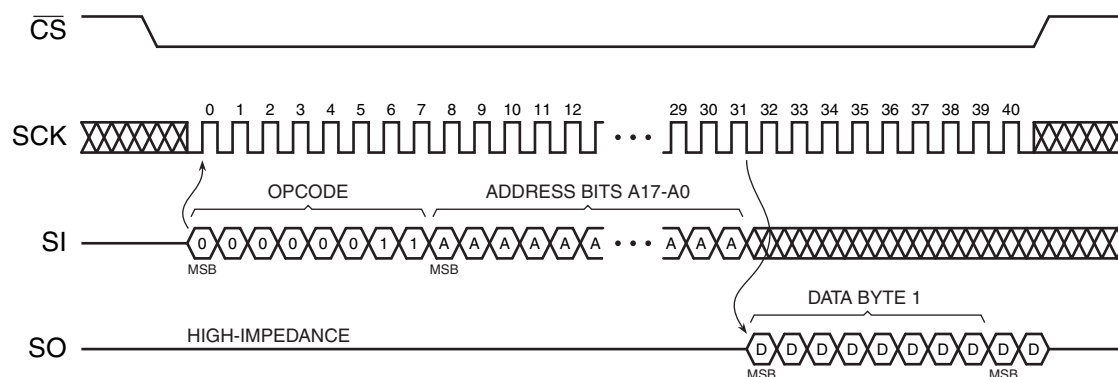 CS
SCK
0 1 2 3 4 5 6 7 8 9 10 11 12 29 30 31 32 33 34 35 36 37 38 39 40
OPCODE ADDRESS BITS A17-A0
SI
0 0 0 0 0 0 1 1 A A A A A A A A A
MSB MSB
DATA BYTE 1
HIGH-IMPEDANCE
SO
D D D D D D D D D D
MSB MSB